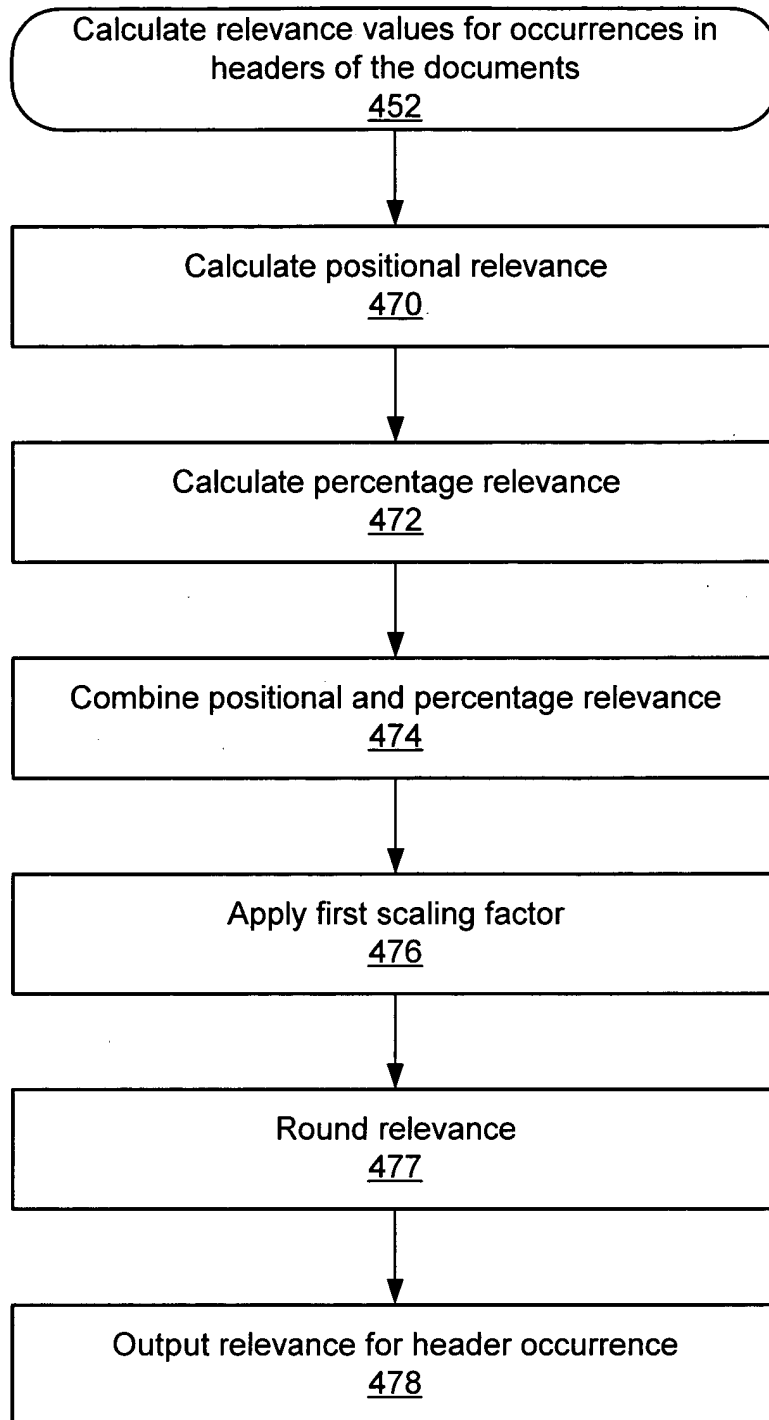 Calculate relevance values for occurrences in
headers of the documents
452
Calculate positional relevance
470
Calculate percentage relevance
472
Combine positional and percentage relevance
474
Apply first scaling factor
476
Round relevance
477
Output relevance for header occurrence
478